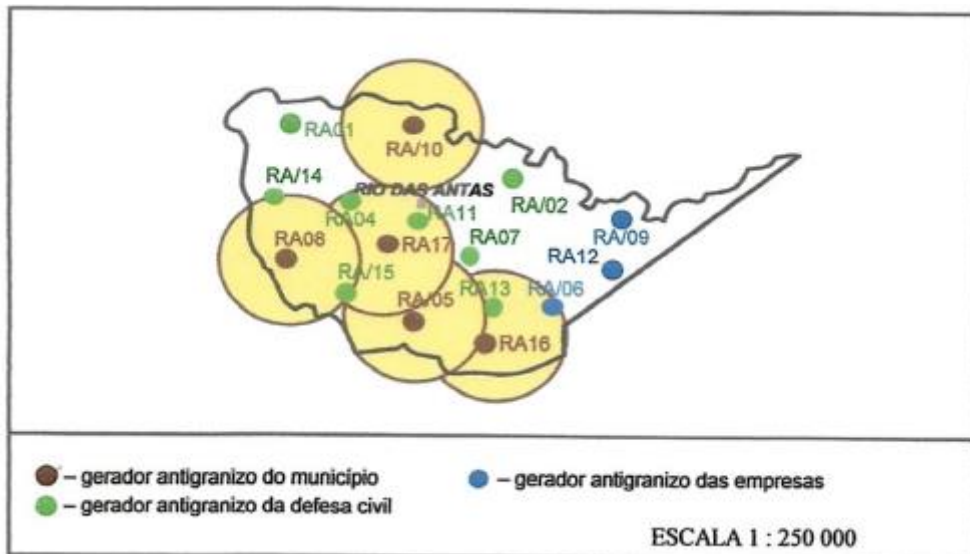 RA01
RA/10
RA/14
RIO DAS ANTAS
RA/02
RA04
RA11
RA/09
RA08
RA17
RA07
RA12
RA/15
RA/05
RA13
RA/06
RA16
– gerador antigranizo do município
– gerador antigranizo das empresas
– gerador antigranizo da defesa civil
ESCALA 1 : 250 000